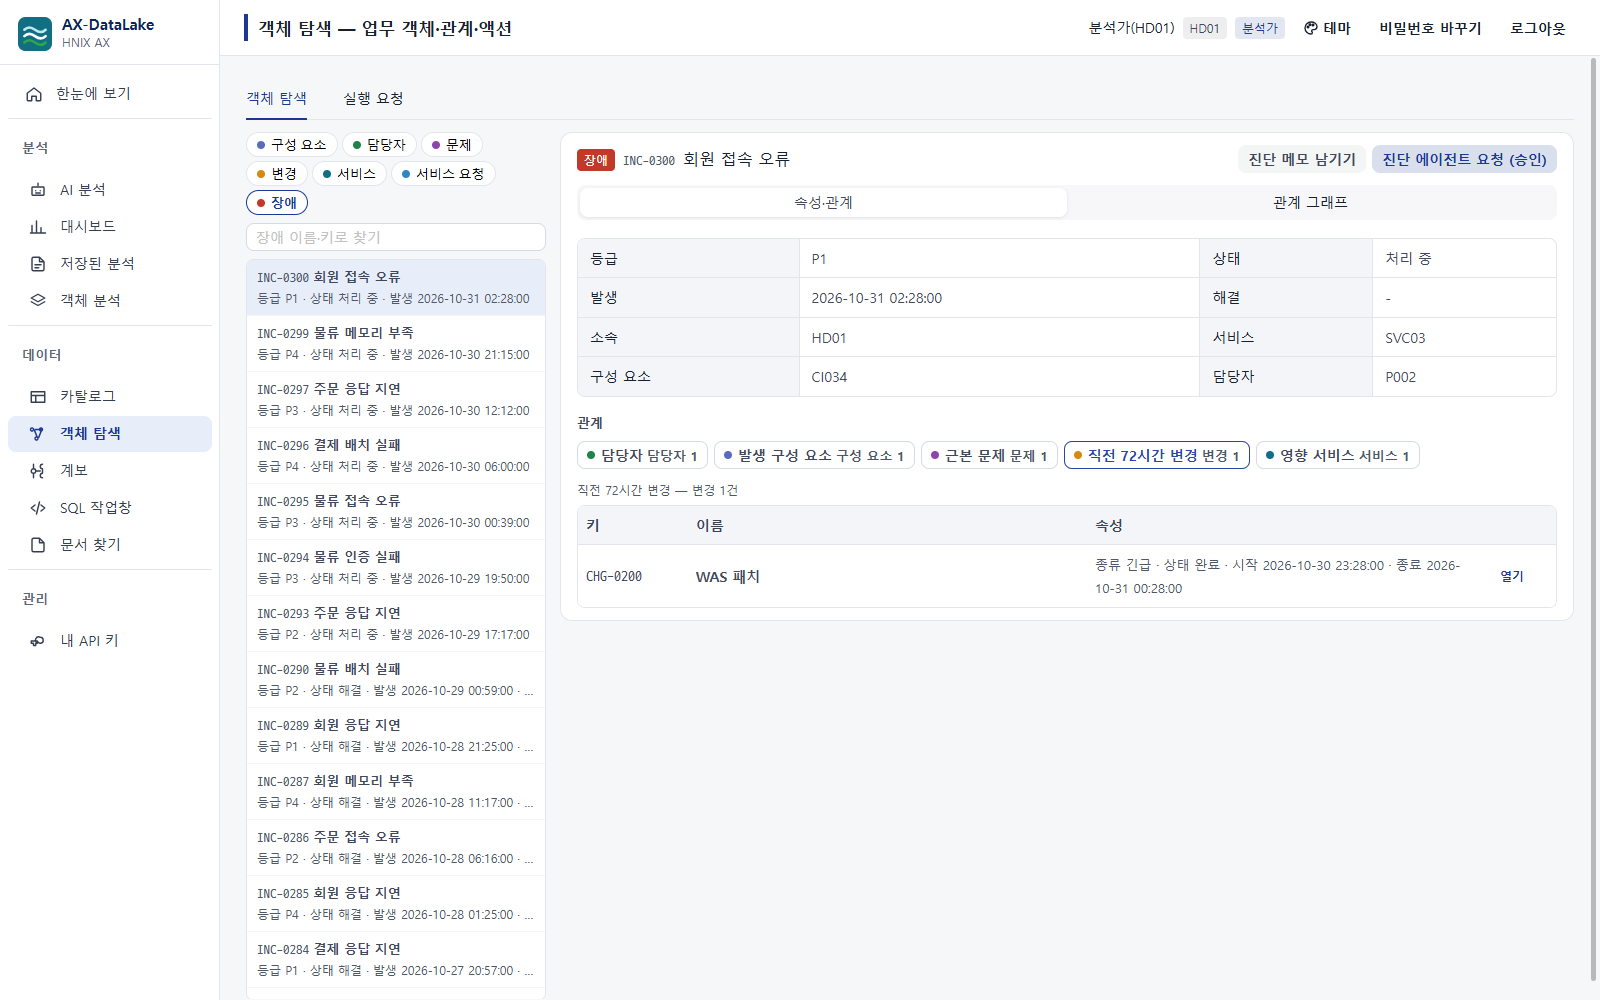 AX-DataLake
HNIX AX
객체 탐색 — 업무 객체·관계·액션
분석가(HD01) HD01 분석가 테마 비밀번호 바꾸기 로그아웃
한눈에 보기
분석
AI 분석
대시보드
저장된 분석
객체 분석
데이터
카탈로그
객체 탐색
계보
SQL 작업창
문서 찾기
관리
내 API 키
객체 탐색 실행 요청
구성 요소 담당자 문제
변경 서비스 서비스 요청
장애
장애 이름·키로 찾기
INC-0300 회원 접속 오류
등급 P1 · 상태 처리 중 · 발생 2026-10-31 02:28:00
INC-0299 물류 메모리 부족
등급 P4 · 상태 처리 중 · 발생 2026-10-30 21:15:00
INC-0297 주문 응답 지연
등급 P3 · 상태 처리 중 · 발생 2026-10-30 12:12:00
INC-0296 결제 배치 실패
등급 P4 · 상태 처리 중 · 발생 2026-10-30 06:00:00
INC-0295 물류 접속 오류
등급 P3 · 상태 처리 중 · 발생 2026-10-30 00:39:00
INC-0294 물류 인증 실패
등급 P3 · 상태 처리 중 · 발생 2026-10-29 19:50:00
INC-0293 주문 응답 지연
등급 P2 · 상태 처리 중 · 발생 2026-10-29 17:17:00
INC-0290 물류 배치 실패
등급 P2 · 상태 해결 · 발생 2026-10-29 00:59:00 · ...
INC-0289 회원 응답 지연
등급 P1 · 상태 해결 · 발생 2026-10-28 21:25:00 · ...
INC-0287 회원 메모리 부족
등급 P4 · 상태 해결 · 발생 2026-10-28 11:17:00 · ...
INC-0286 주문 접속 오류
등급 P2 · 상태 해결 · 발생 2026-10-28 06:16:00 · ...
INC-0285 회원 응답 지연
등급 P4 · 상태 해결 · 발생 2026-10-28 01:25:00 · ...
INC-0284 결제 응답 지연
등급 P1 · 상태 해결 · 발생 2026-10-27 20:57:00 · ...
장애 INC-0300 회원 접속 오류 진단 메모 남기기 진단 에이전트 요청 (승인)
속성·관계 관계 그래프
등급 P1 상태 처리 중
발생 2026-10-31 02:28:00 해결 -
소속 HD01 서비스 SVC03
구성 요소 CI034 담당자 P002
관계
담당자 담당자 1 발생 구성 요소 구성 요소 1 근본 문제 문제 1 직전 72시간 변경 변경 1 영향 서비스 서비스 1
직전 72시간 변경 — 변경 1건
키 이름 속성
CHG-0200 WAS 패치 종류 긴급 · 상태 완료 · 시작 2026-10-30 23:28:00 · 종료 2026-
10-31 00:28:00 열기